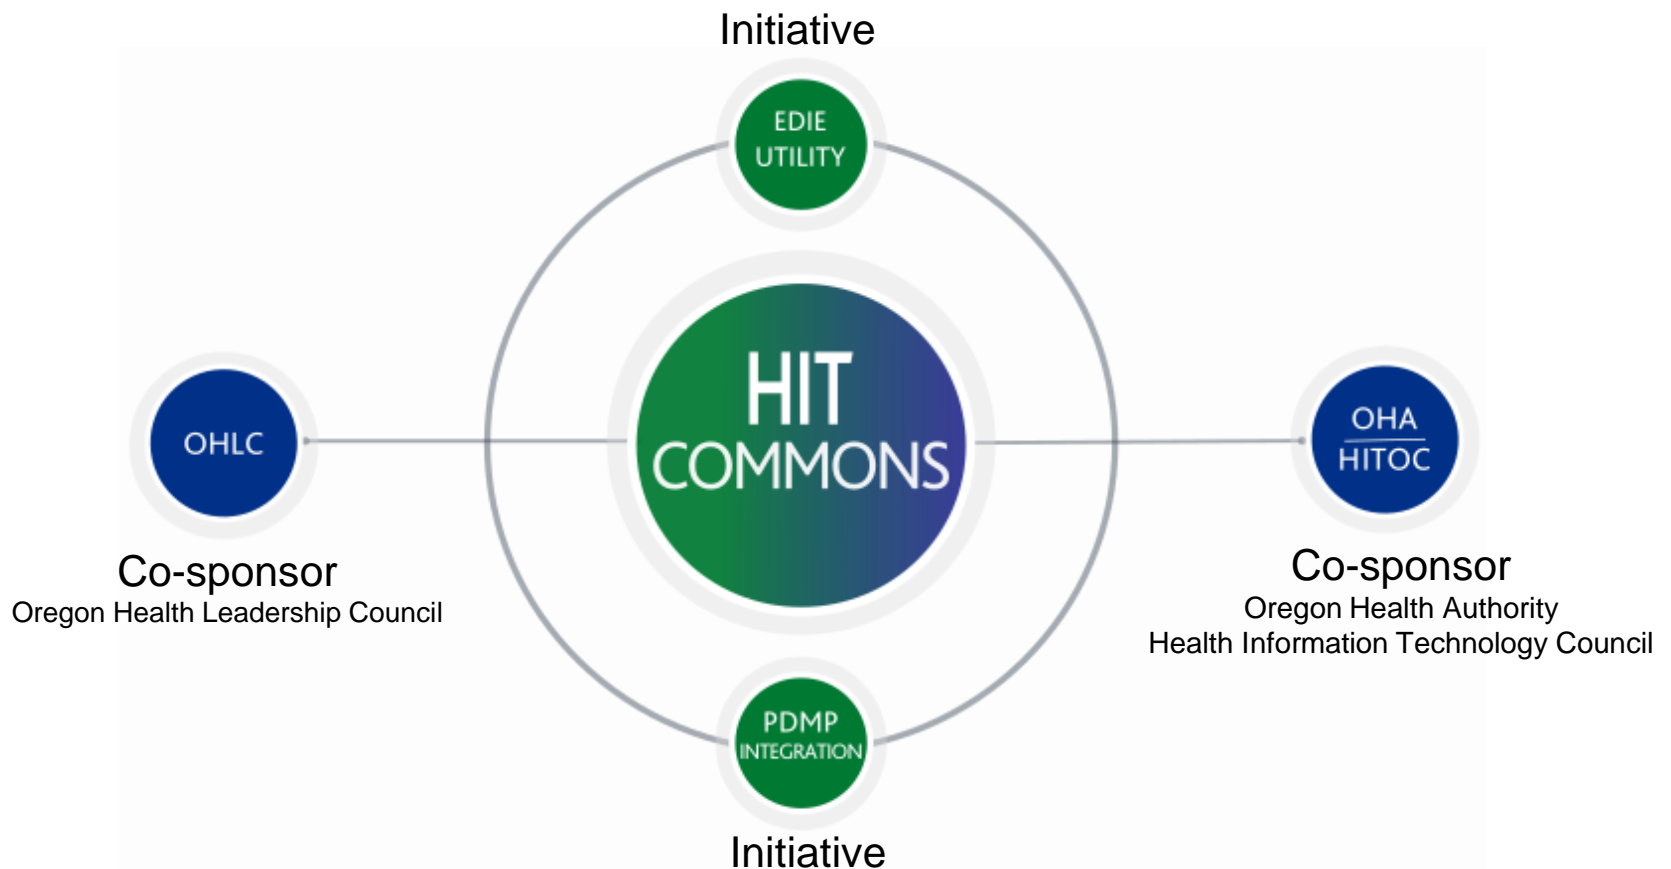 Initiative
EDIE
UTILITY
HIT
COMMONS
OHLC
Co-sponsor
Oregon Health Leadership Council
OHA
HITOC
Co-sponsor
Oregon Health Authority
Health Information Technology Council
PDMP
INTEGRATION
Initiative